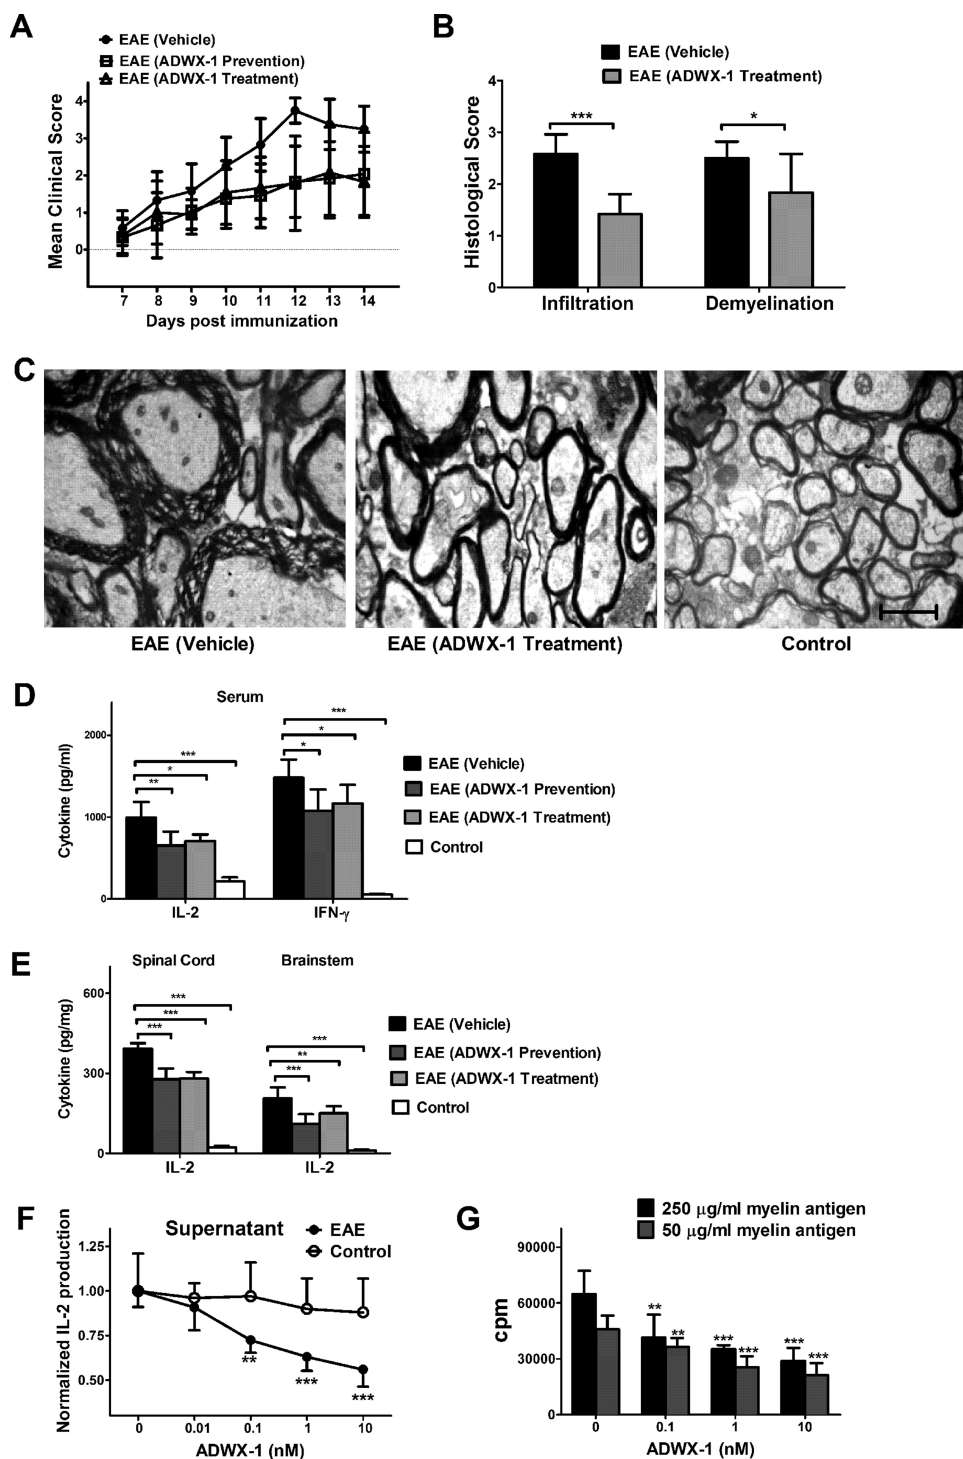 A
EAE (Vehicle)
EAE (ADWX-1 Prevention)
EAE (ADWX-1 Treatment)
Mean Clinical Score
4
3
2
1
0
7 8 9 10 11 12 13 14
Days post immunization
B
EAE (Vehicle)
EAE (ADWX-1 Treatment)
Histological Score
4
3
2
1
0
*** *
Infiltration Demyelination
C
EAE (Vehicle) EAE (ADWX-1 Treatment) Control
D
Serum
Cytokine (pg/ml)
2000
1000
0
***
*
**
***
*
*
IL-2 IFN-γ
EAE (Vehicle)
EAE (ADWX-1 Prevention)
EAE (ADWX-1 Treatment)
Control
E
Spinal Cord Brainstem
Cytokine (pg/mg)
600
300
0
***
***
***
***
**
***
IL-2 IL-2
EAE (Vehicle)
EAE (ADWX-1 Prevention)
EAE (ADWX-1 Treatment)
Control
F
Supernatant
EAE
Control
Normalized IL-2 production
1.25
1.00
0.75
0.50
** *** ***
0 0.01 0.1 1 10
ADWX-1 (nM)
G
250 µg/ml myelin antigen
50 µg/ml myelin antigen
cpm
90000
60000
30000
0
** ** *** *** *** ***
0 0.1 1 10
ADWX-1 (nM)